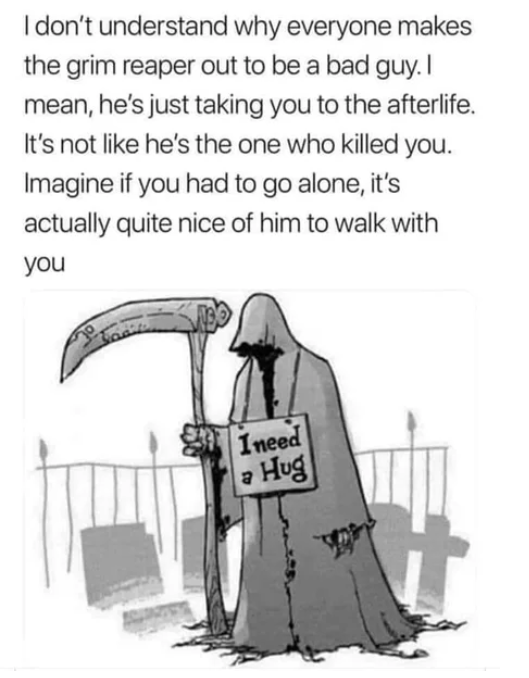 I don't understand why everyone makes
the grim reaper out to be a bad guy. I
mean, he's just taking you to the afterlife.
It's not like he's the one who killed you.
Imagine if you had to go alone, it's
actually quite nice of him to walk with
you
I need
a Hug